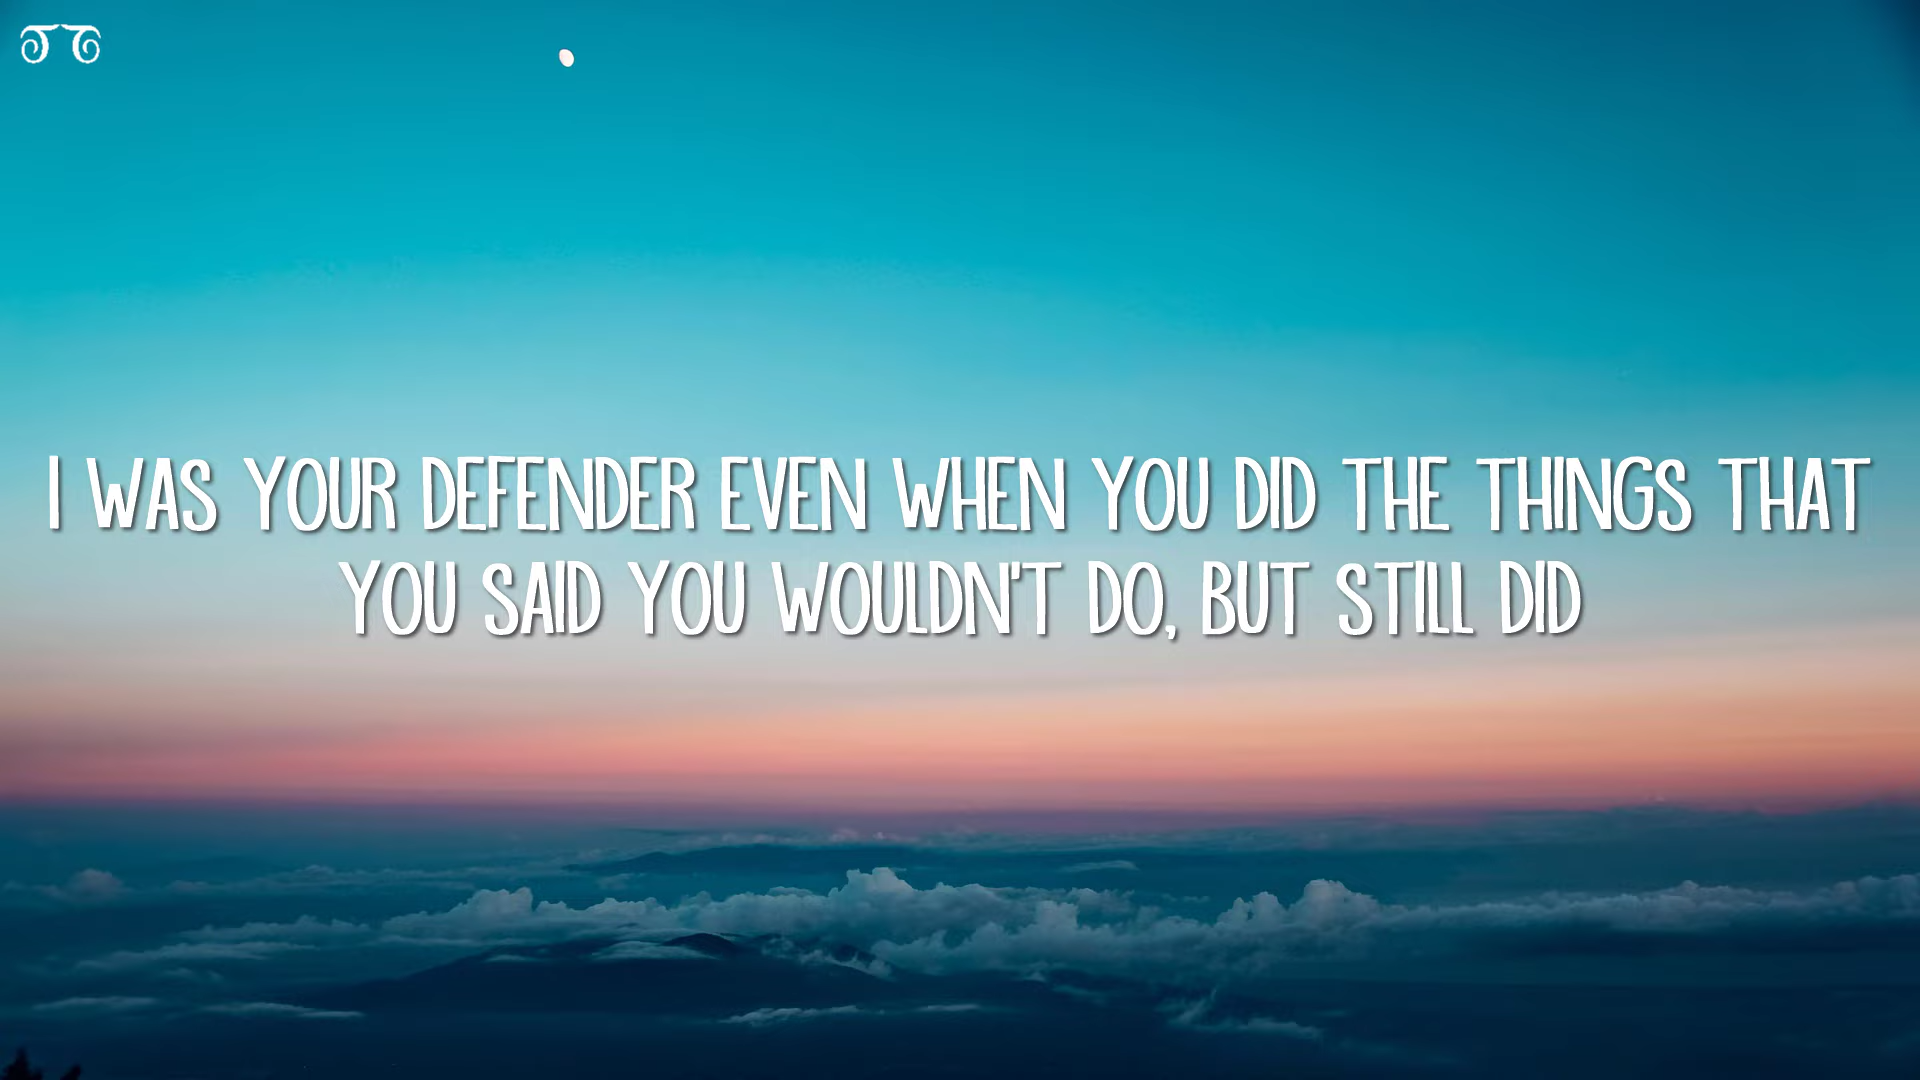 I WAS YOUR DEFENDER EVEN WHEN YOU DID THE THINGS THAT
YOU SAID YOU WOULDN'T DO, BUT STILL DID